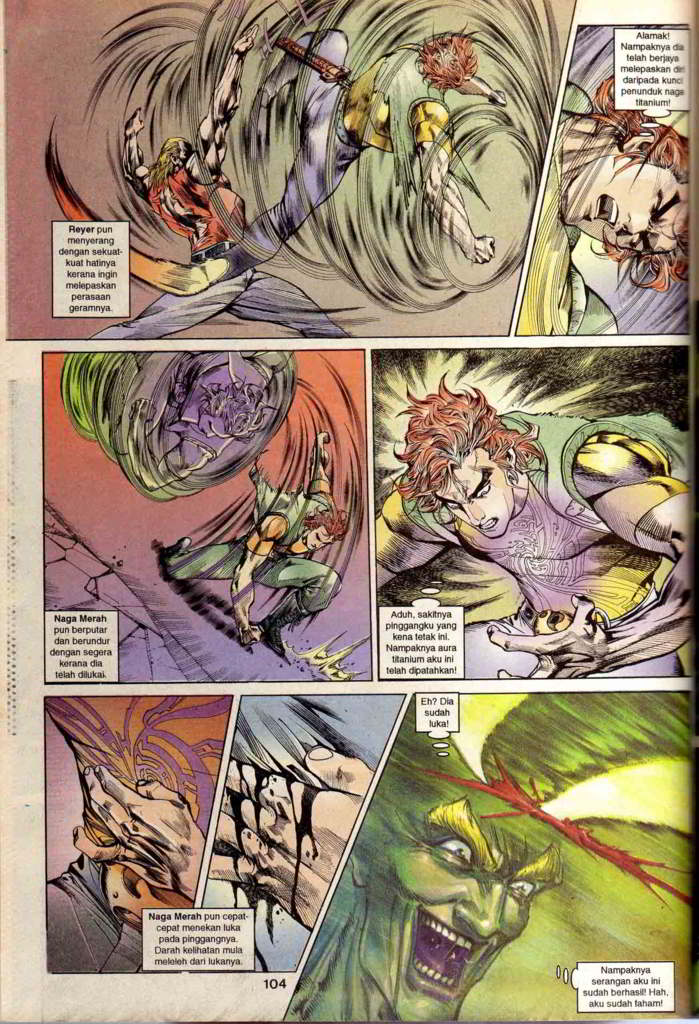 Reyer pun
menyerang
dengan sekuat-
kuat hatinya
kerana ingin
melepaskan
perasaan
geramnya.
Alamak!
Nampaknya dia
telah berjaya
melepaskan diri
daripada kunci
penunduk naga
titanium!
Naga Merah
pun berputar
dan berundur
dengan segera
kerana dia
telah dilukai.
Aduh, sakitnya
pinggangku yang
kena tetak ini.
Nampaknya aura
titanium aku ini
telah dipatahkan!
Naga Merah pun cepat-
cepat menekan luka
pada pinggangnya.
Darah kelihatan mula
meleleh dari lukanya.
Eh? Dia
sudah
luka!
Nampaknya
serangan aku ini
sudah berhasil! Hah,
aku sudah faham!
104